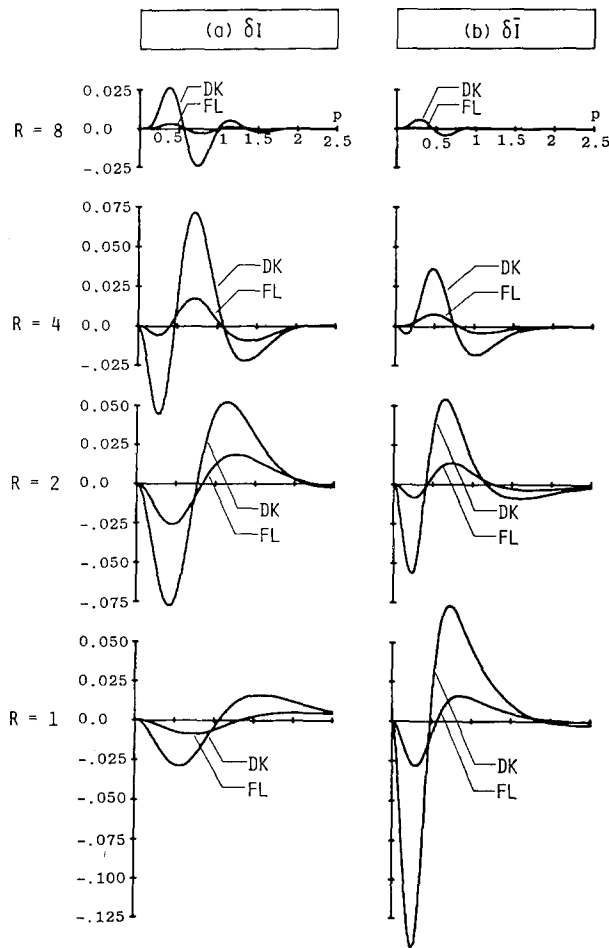 (a) δI
(b) δĪ
R = 8
0.025
0.0
-.025
DK
FL
p
0.5
1
1.5
2
2.5
DK
FL
p
0.5
1
1.5
2
2.5
R = 4
0.075
0.050
0.025
0.0
-.025
DK
FL
DK
FL
R = 2
0.050
0.025
0.0
-.025
-.050
-.075
DK
FL
DK
FL
R = 1
0.050
0.025
0.0
-.025
-.050
-.075
-.100
-.125
DK
FL
DK
FL